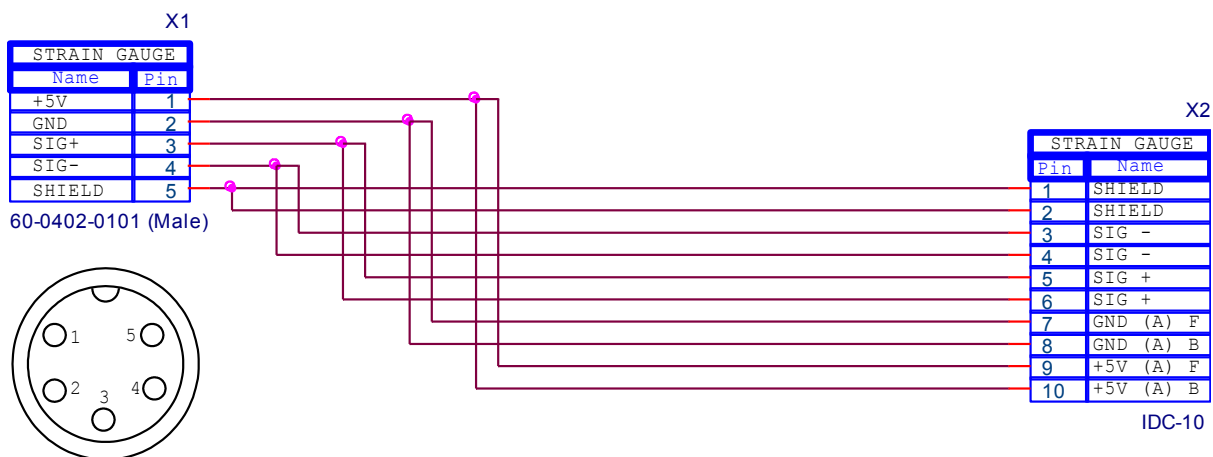 X1
STRAIN GAUGE
Name Pin
+5V 1
GND 2
SIG+ 3
SIG- 4
SHIELD 5
60-0402-0101 (Male)
1 5
2 4
3
X2
STRAIN GAUGE
Pin Name
1 SHIELD
2 SHIELD
3 SIG -
4 SIG -
5 SIG +
6 SIG +
7 GND (A) F
8 GND (A) B
9 +5V (A) F
10 +5V (A) B
IDC-10